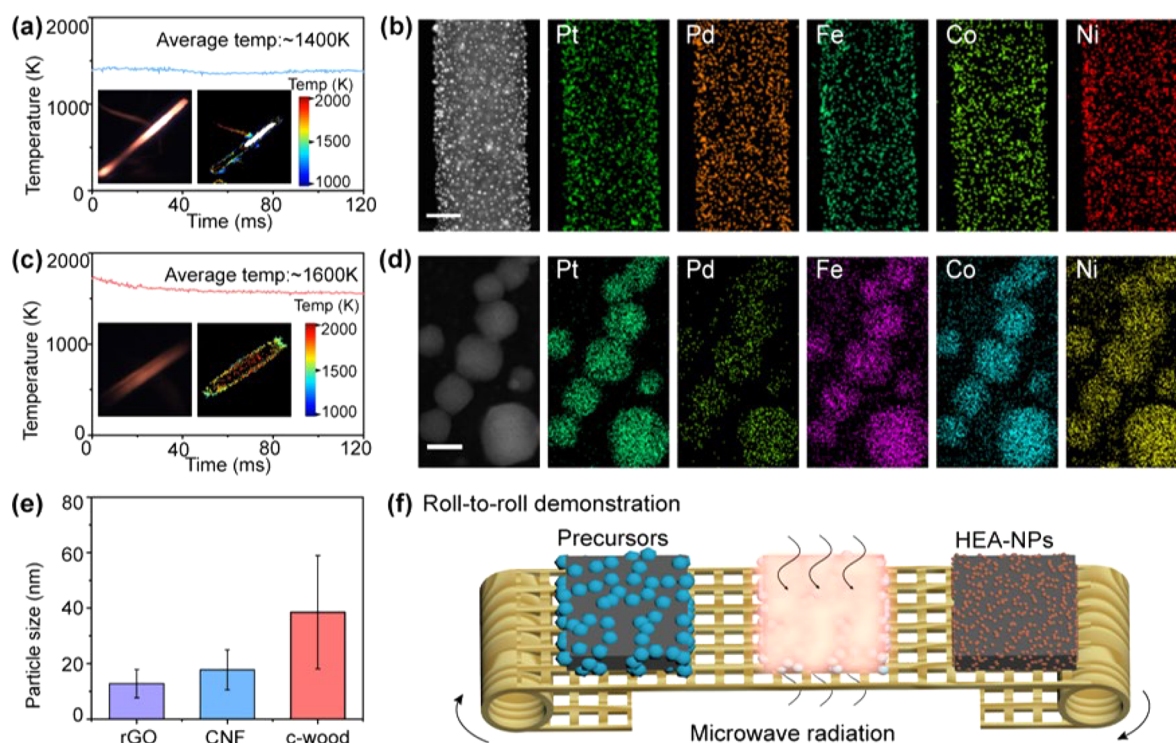 (a)
2000
1000
0
Temperature (K)
Average temp:~1400K
Temp (K)
2000
1500
1000
0 40 80 120
Time (ms)
(b)
Pt
Pd
Fe
Co
Ni
(c)
2000
1000
0
Temperature (K)
Average temp:~1600K
Temp (K)
2000
1500
1000
0 40 80 120
Time (ms)
(d)
Pt
Pd
Fe
Co
Ni
(e)
80
60
40
20
0
Particle size (nm)
rGO CNF c-wood
(f) Roll-to-roll demonstration
Precursors
HEA-NPs
Microwave radiation